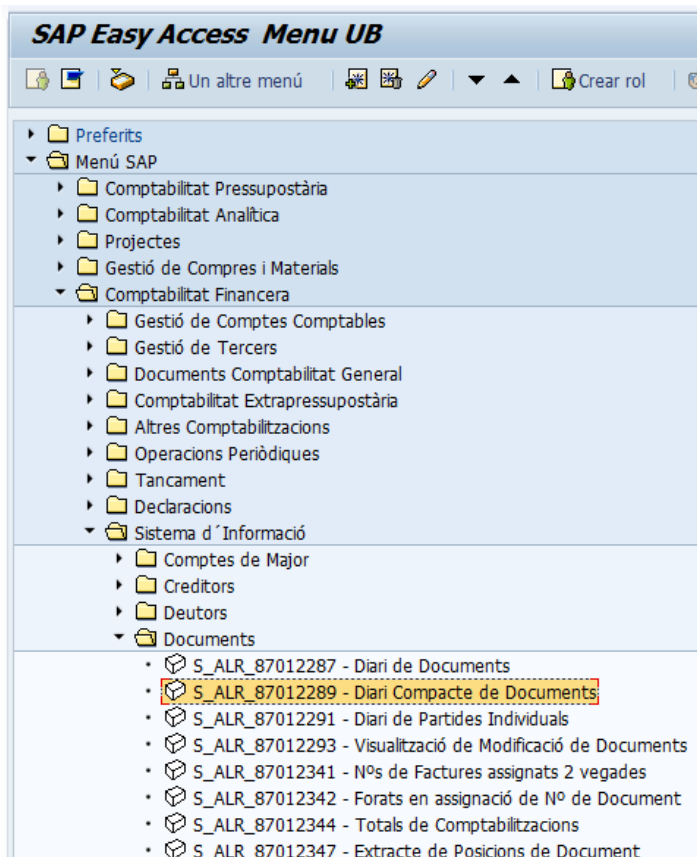 SAP Easy Access Menu UB
Un altre menú Crear rol
Preferits
Menú SAP
Comptabilitat Pressupostària
Comptabilitat Analítica
Projectes
Gestió de Compres i Materials
Comptabilitat Financera
Gestió de Comptes Comptables
Gestió de Tercers
Documents Comptabilitat General
Comptabilitat Extrapressupostària
Altres Comptabilitzacions
Operacions Periòdiques
Tancament
Declaracions
Sistema d´Informació
Comptes de Major
Creditors
Deutors
Documents
S_ALR_87012287 - Diari de Documents
S_ALR_87012289 - Diari Compacte de Documents
S_ALR_87012291 - Diari de Partides Individuals
S_ALR_87012293 - Visualització de Modificació de Documents
S_ALR_87012341 - Nºs de Factures assignats 2 vegades
S_ALR_87012342 - Forats en assignació de Nº de Document
S_ALR_87012344 - Totals de Comptabilitzacions
S_ALR_87012347 - Extracte de Posicions de Document